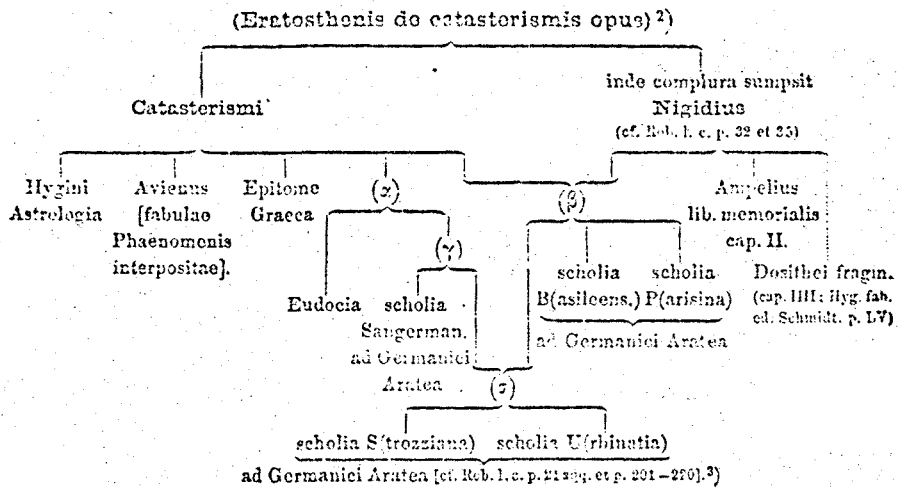 (Eratosthenis de catasterismis opus)²)
inde complura sumpsit
Catasterismi Nigidius
(cf. Rob. l. c. p. 32 et 35)
Hygini Avienus Epitome (α) (β) Ampelius
Astrologia [fabulae Graeca lib. memorialis
Phaenomenis cap. II.
interpositae]. (γ)
scholia scholia Dosithei fragm.
Eudocia scholia B(asileens.) P(arisina) (cap. IIII: Hyg. fab.
Sangerman. ed. Schmidt. p. LV)
ad Germanici ad Germanici Aratea
Aratea
(σ)
scholia S(trozziana) scholia U(rbinatia)
ad Germanici Aratea [cf. Rob. l. c. p. 21 sqq. et p. 201–220].³)